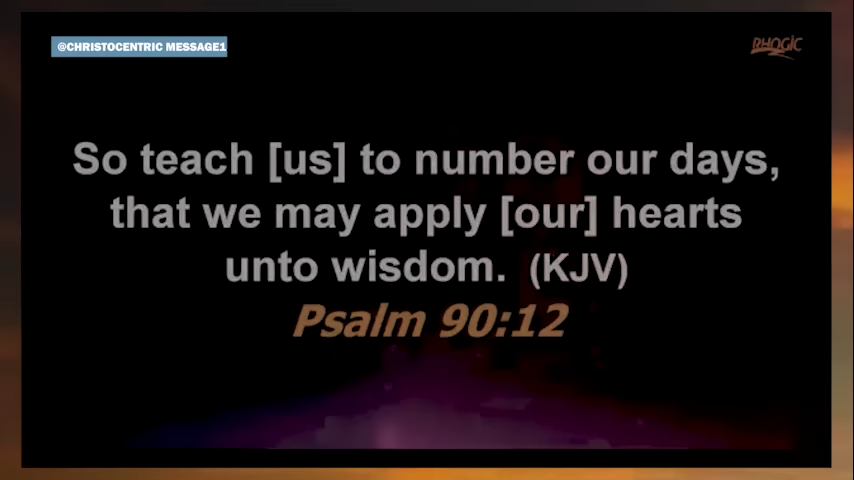 @CHRISTOCENTRIC MESSAGE1
RHOGIC
So teach [us] to number our days,
that we may apply [our] hearts
unto wisdom. (KJV)
Psalm 90:12